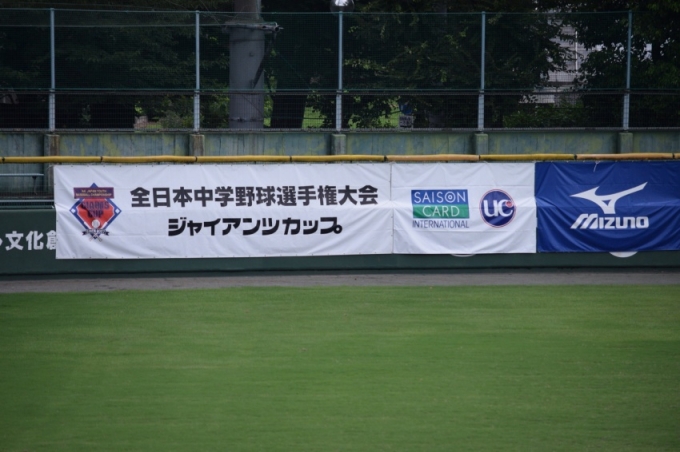 全日本中学野球選手権大会
ジャイアンツカップ
SAISON
CARD
INTERNATIONAL
UC
MIZUNO
文化創